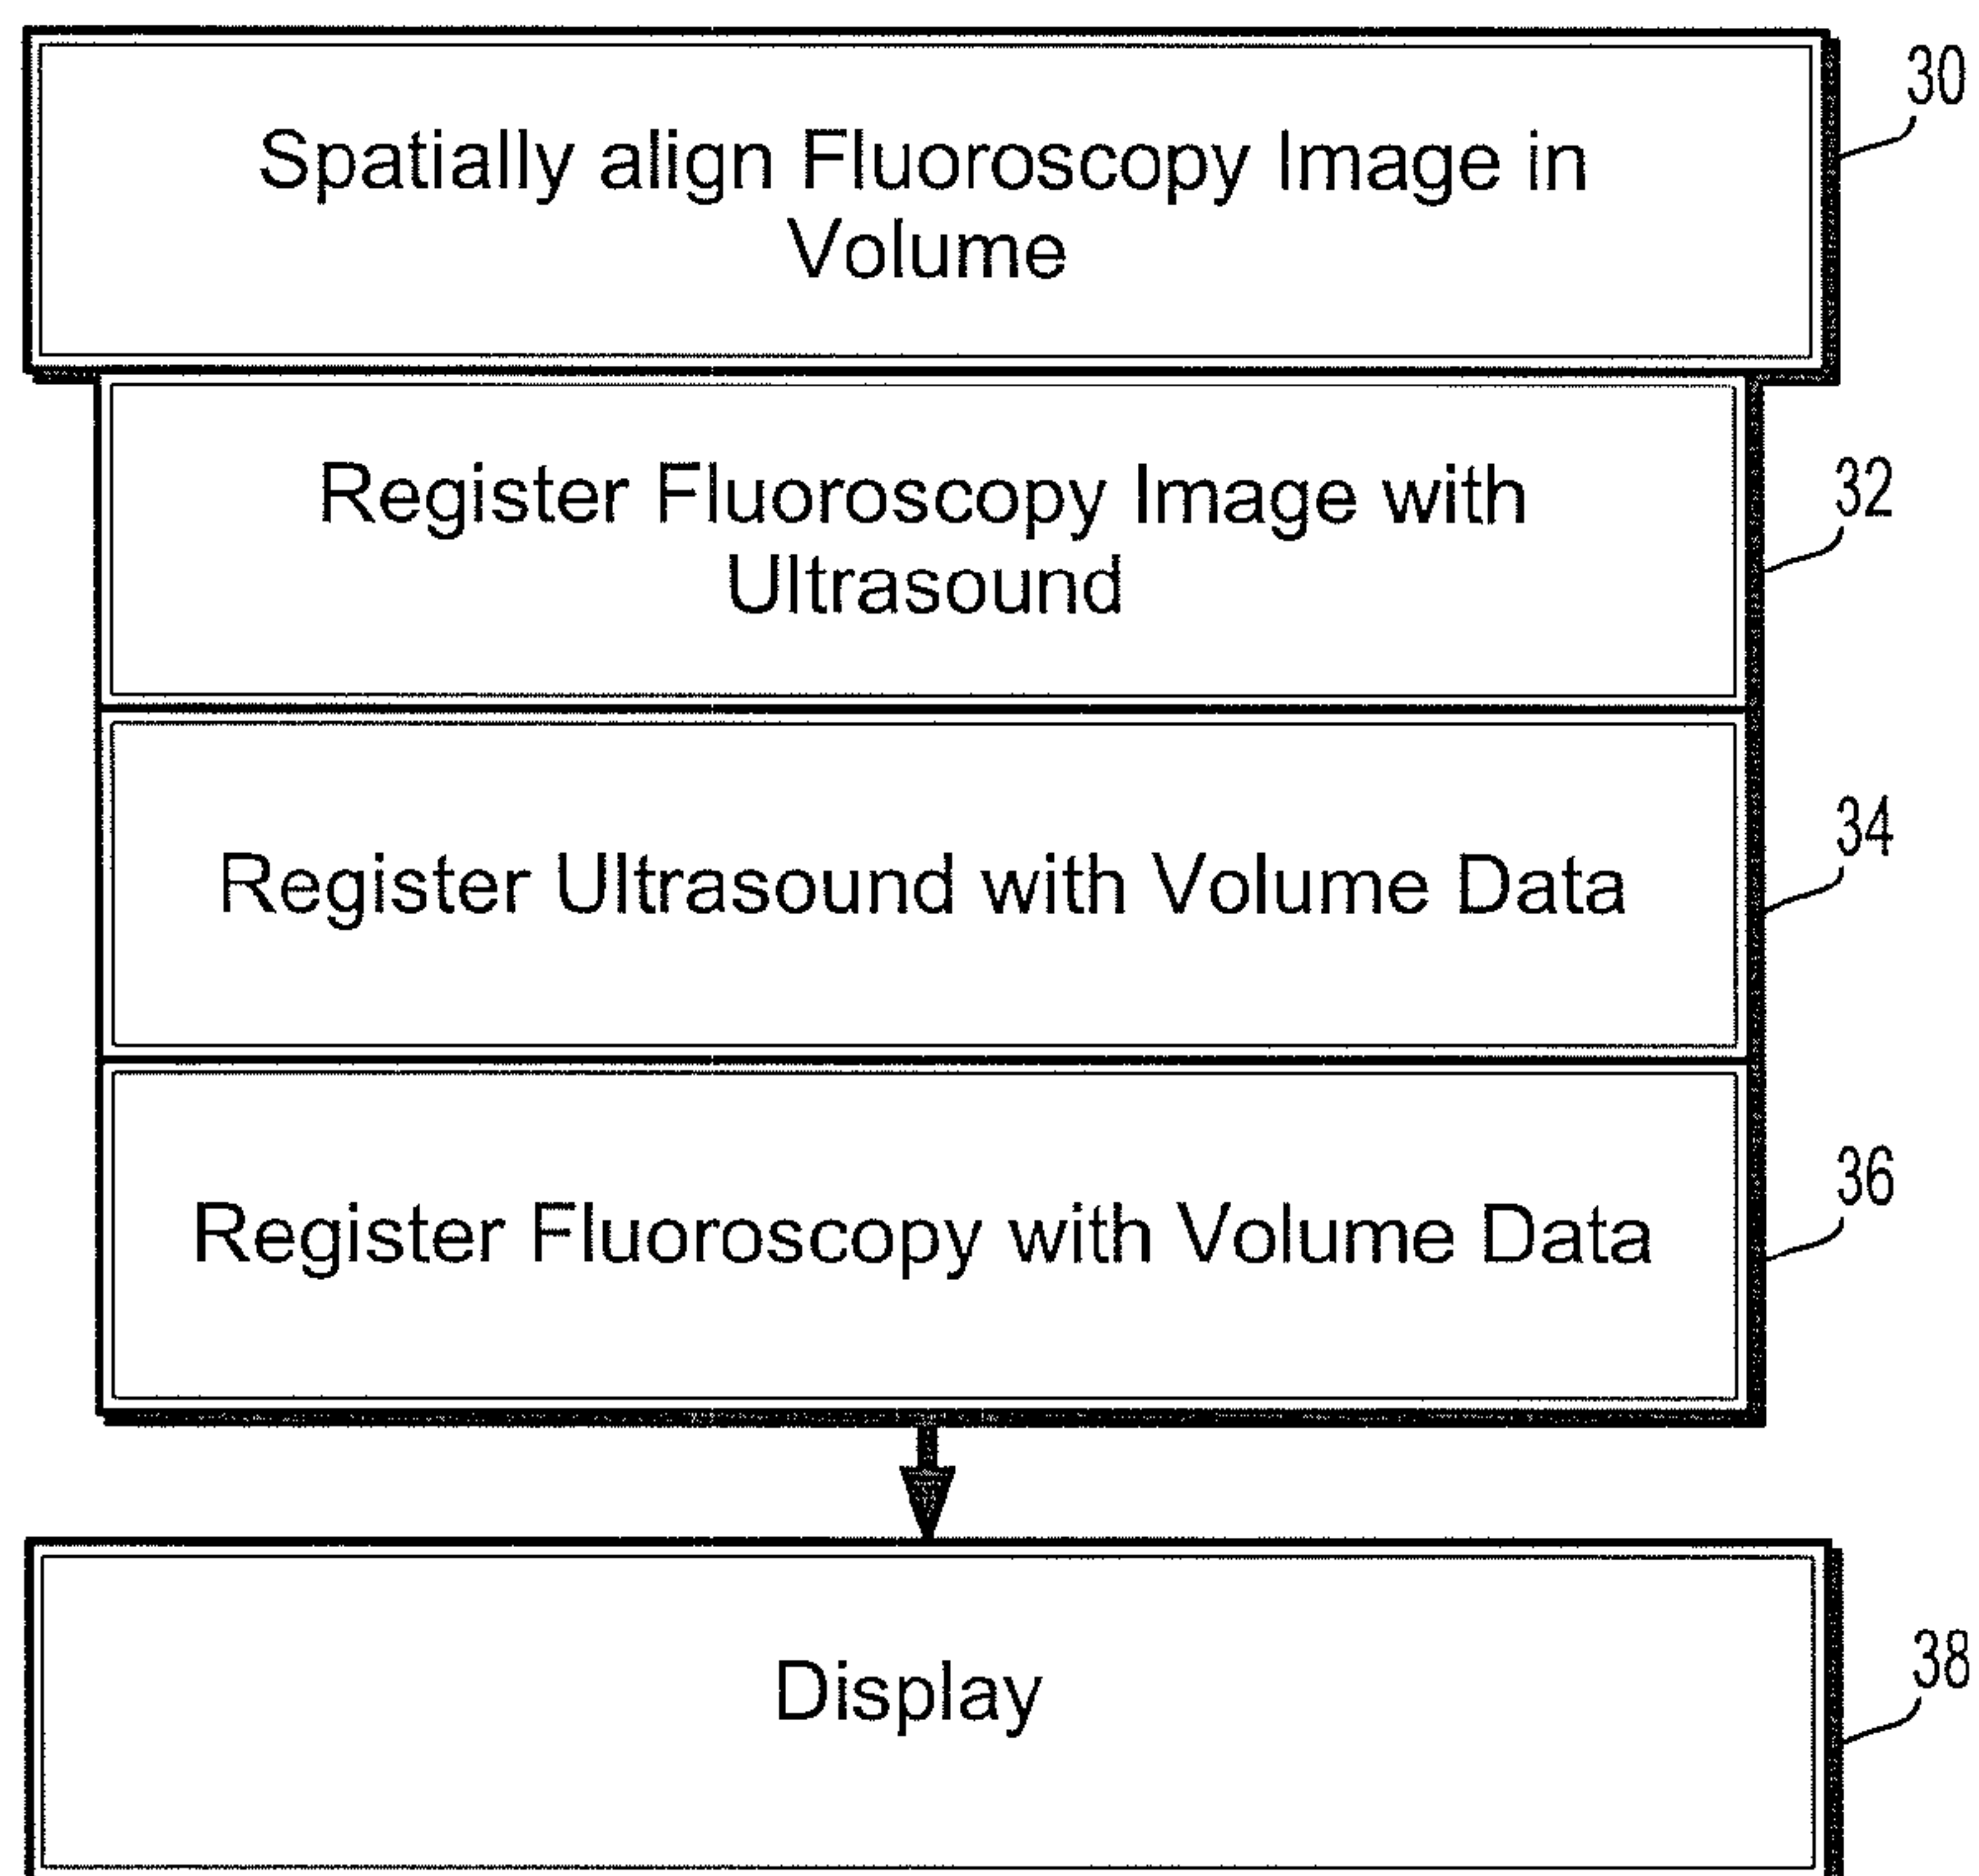 Spatially align Fluoroscopy Image in
Volume
30
Register Fluoroscopy Image with
Ultrasound
32
Register Ultrasound with Volume Data
34
Register Fluoroscopy with Volume Data
36
Display
38